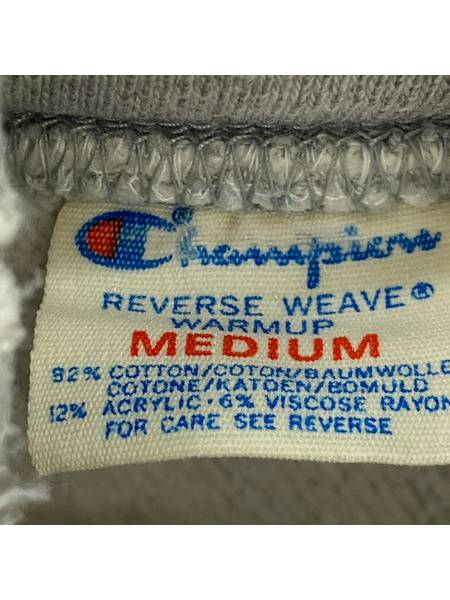 Champion
REVERSE WEAVE®
WARMUP
MEDIUM
82% COTTON/COTON/BAUMWOLLE
COTONE/KATOEN/BOMULD
12% ACRYLIC·6% VISCOSE RAYON
FOR CARE SEE REVERSE